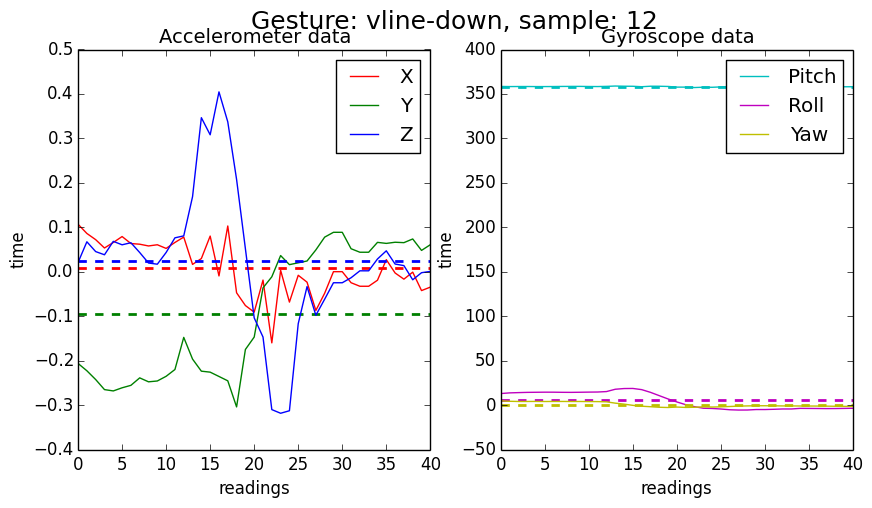 Gesture: vline-down, sample: 12
Accelerometer data
0.5
0.4
0.3
0.2
0.1
0.0
−0.1
−0.2
−0.3
−0.4
time
0 5 10 15 20 25 30 35 40
readings
X
Y
Z
Gyroscope data
400
350
300
250
200
150
100
50
0
−50
time
0 5 10 15 20 25 30 35 40
readings
Pitch
Roll
Yaw